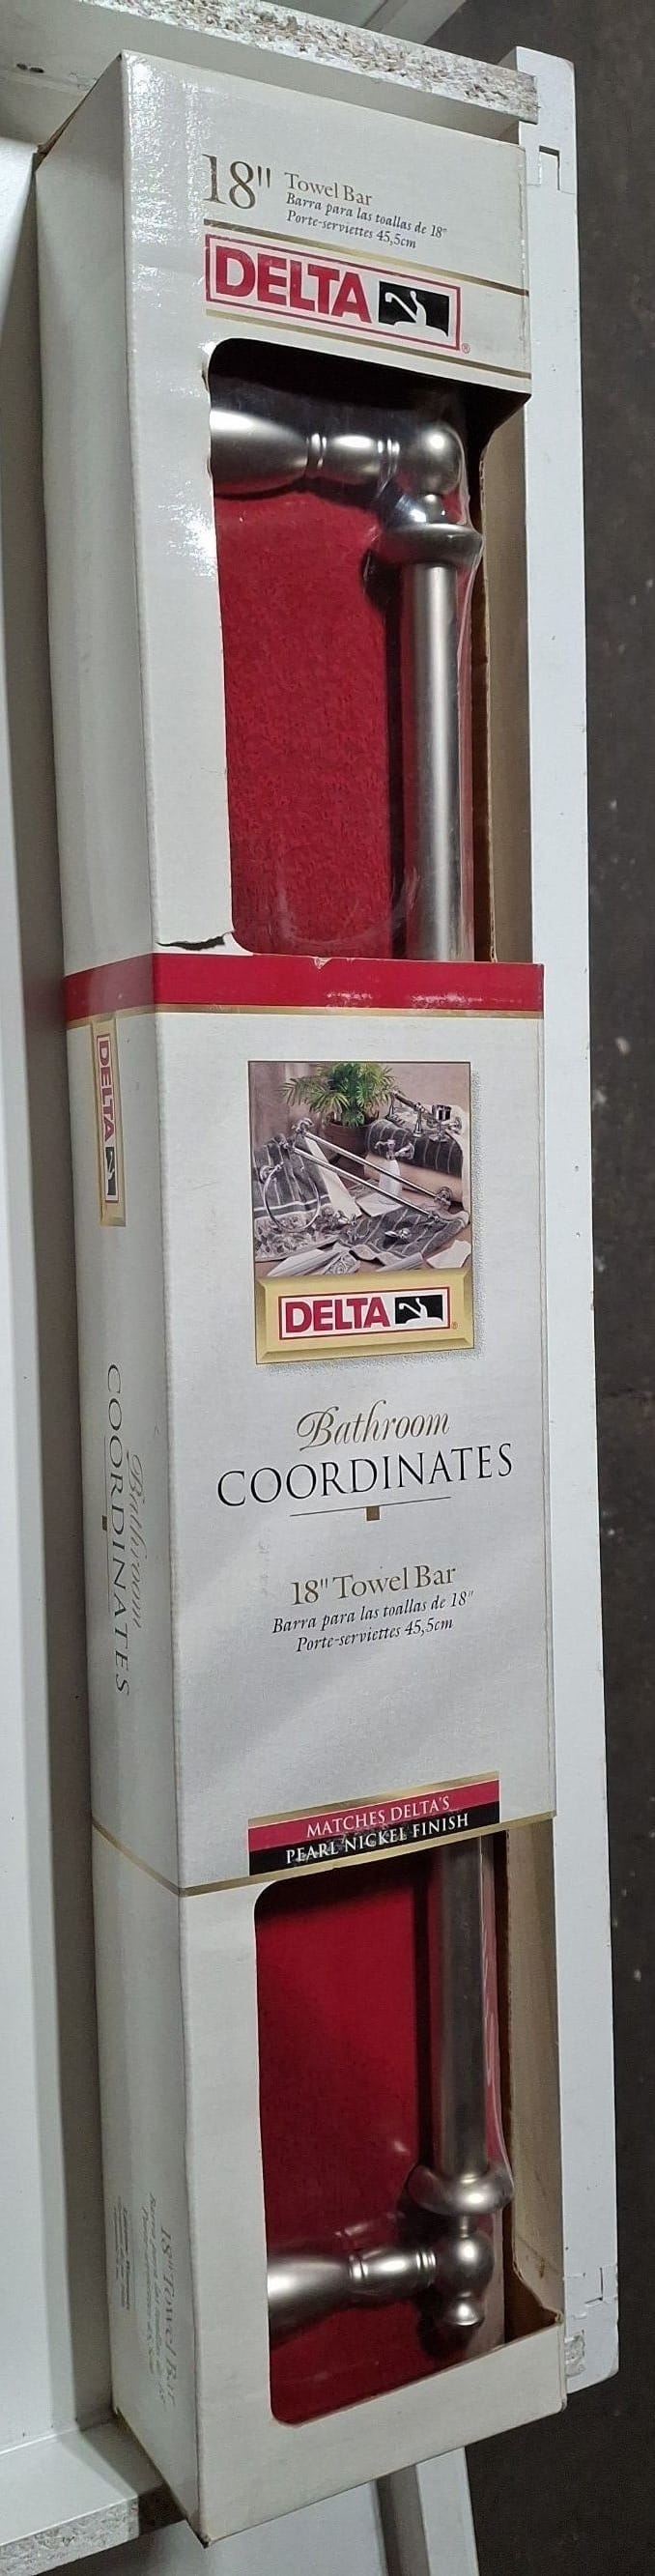 18" Towel Bar
Barra para las toallas de 18"
Porte-serviettes 45,5cm
DELTA
®
DELTA
DELTA
®
Bathroom
COORDINATES
Bathroom
COORDINATES
18" Towel Bar
Barra para las toallas de 18"
Porte-serviettes 45,5cm
MATCHES DELTA'S
PEARL NICKEL FINISH
18" Towel Bar